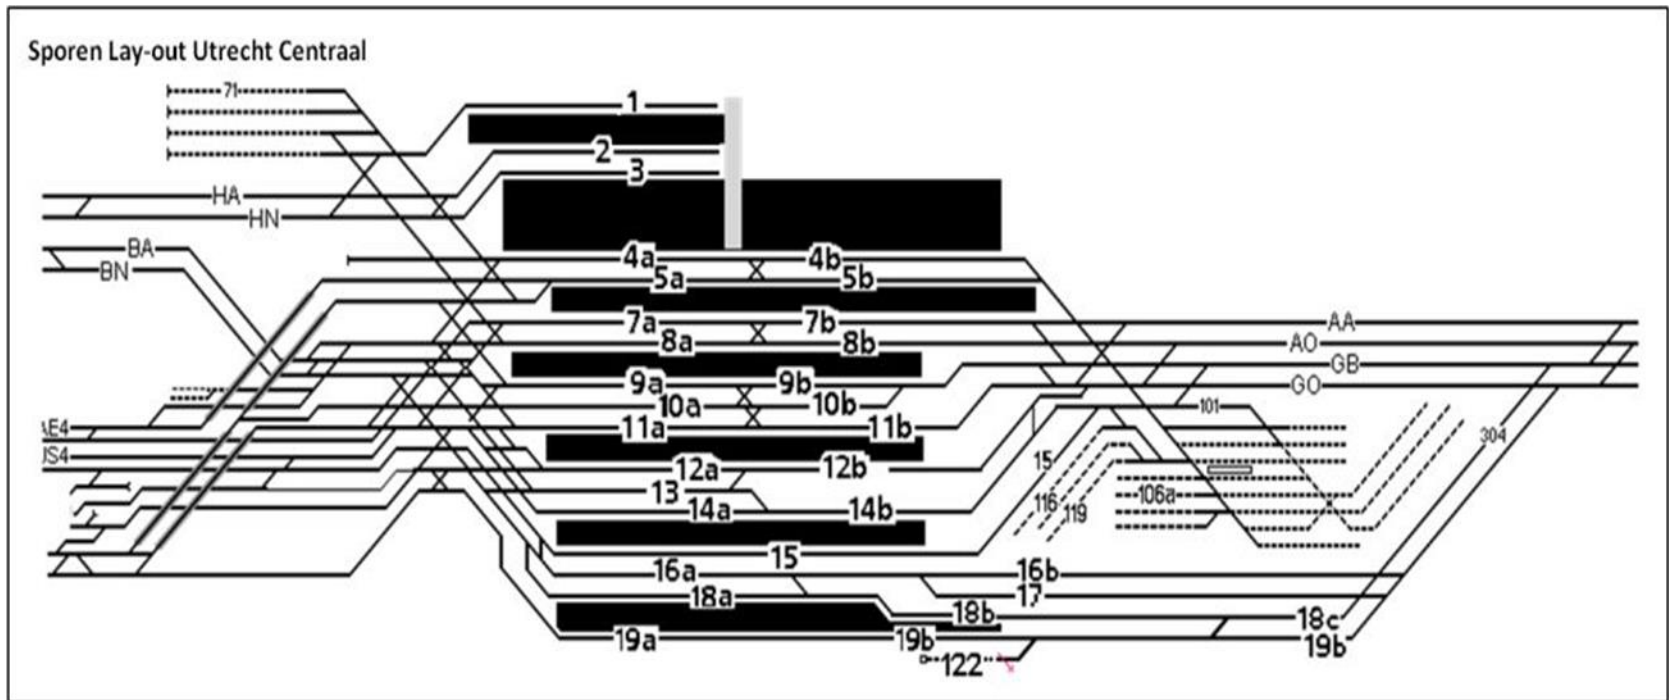 Sporen Lay-out Utrecht Centraal
71
1
2
3
HA
HN
BA
BN
4a 4b
5a 5b
7a 7b
AA
8a 8b
AO
GB
9a 9b
GO
10a 10b
101
11a 11b
AE4
JS4
304
12a 12b
15
13
106a
116
14a 14b
119
15
16a 16b
18a
17
18b
18c
19a 19b
19b
122